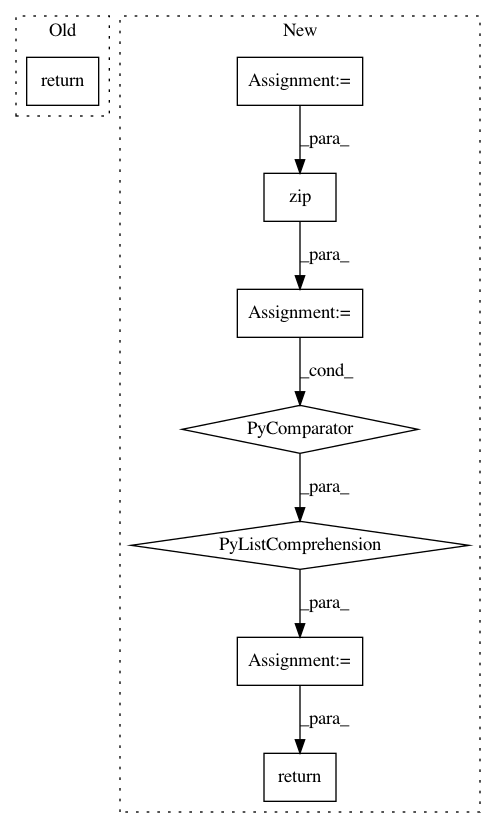 Old
return
New
Assignment:=
_para_
zip
_para_
Assignment:=
_cond_
PyComparator
_para_
PyListComprehension
_para_
Assignment:=
_para_
return